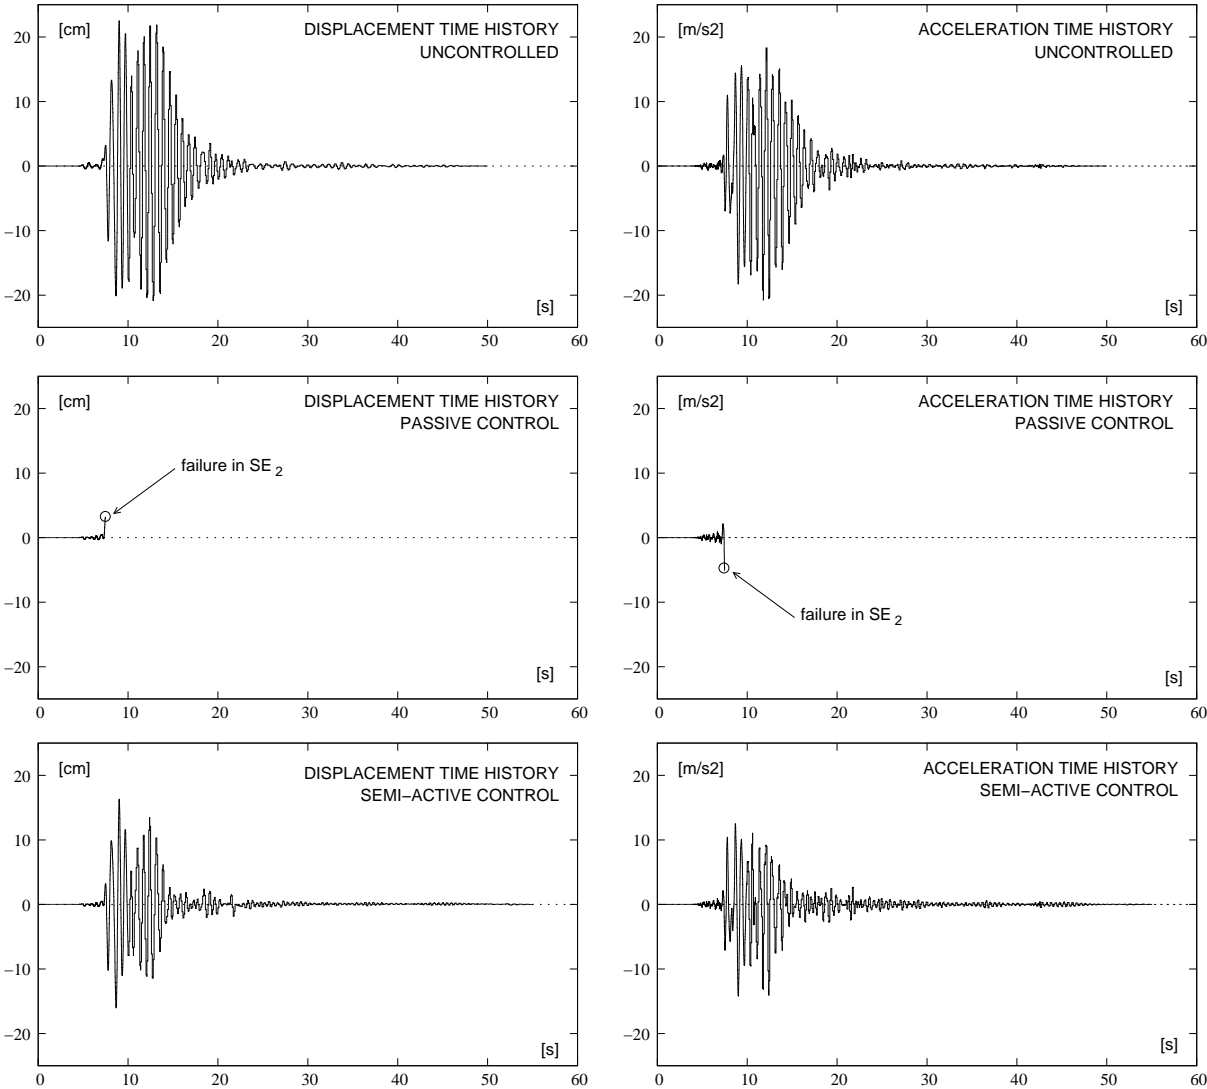 [cm]
DISPLACEMENT TIME HISTORY
UNCONTROLLED
20
10
0
−10
−20
[s]
0 10 20 30 40 50 60
[m/s2]
ACCELERATION TIME HISTORY
UNCONTROLLED
20
10
0
−10
−20
[s]
0 10 20 30 40 50 60
[cm]
DISPLACEMENT TIME HISTORY
PASSIVE CONTROL
20
10
0
−10
−20
failure in SE 2
[s]
0 10 20 30 40 50 60
[m/s2]
ACCELERATION TIME HISTORY
PASSIVE CONTROL
20
10
0
−10
−20
failure in SE 2
[s]
0 10 20 30 40 50 60
[cm]
DISPLACEMENT TIME HISTORY
SEMI−ACTIVE CONTROL
20
10
0
−10
−20
[s]
0 10 20 30 40 50 60
[m/s2]
ACCELERATION TIME HISTORY
SEMI−ACTIVE CONTROL
20
10
0
−10
−20
[s]
0 10 20 30 40 50 60